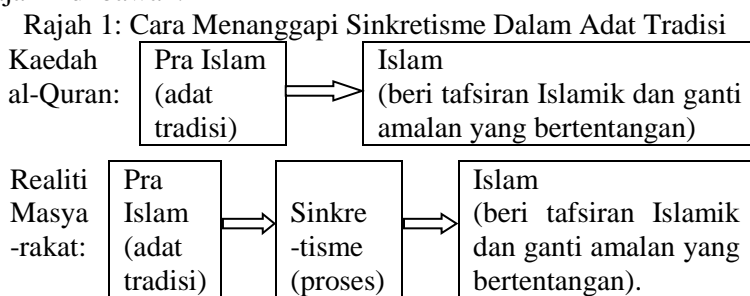 Rajah 1: Cara Menanggapi Sinkretisme Dalam Adat Tradisi
Kaedah
al-Quran:
Pra Islam
(adat
tradisi)
Islam
(beri tafsiran Islamik dan ganti
amalan yang bertentangan)
Realiti
Masya
-rakat:
Pra
Islam
(adat
tradisi)
Sinkre
-tisme
(proses)
Islam
(beri tafsiran Islamik
dan ganti amalan yang
bertentangan).